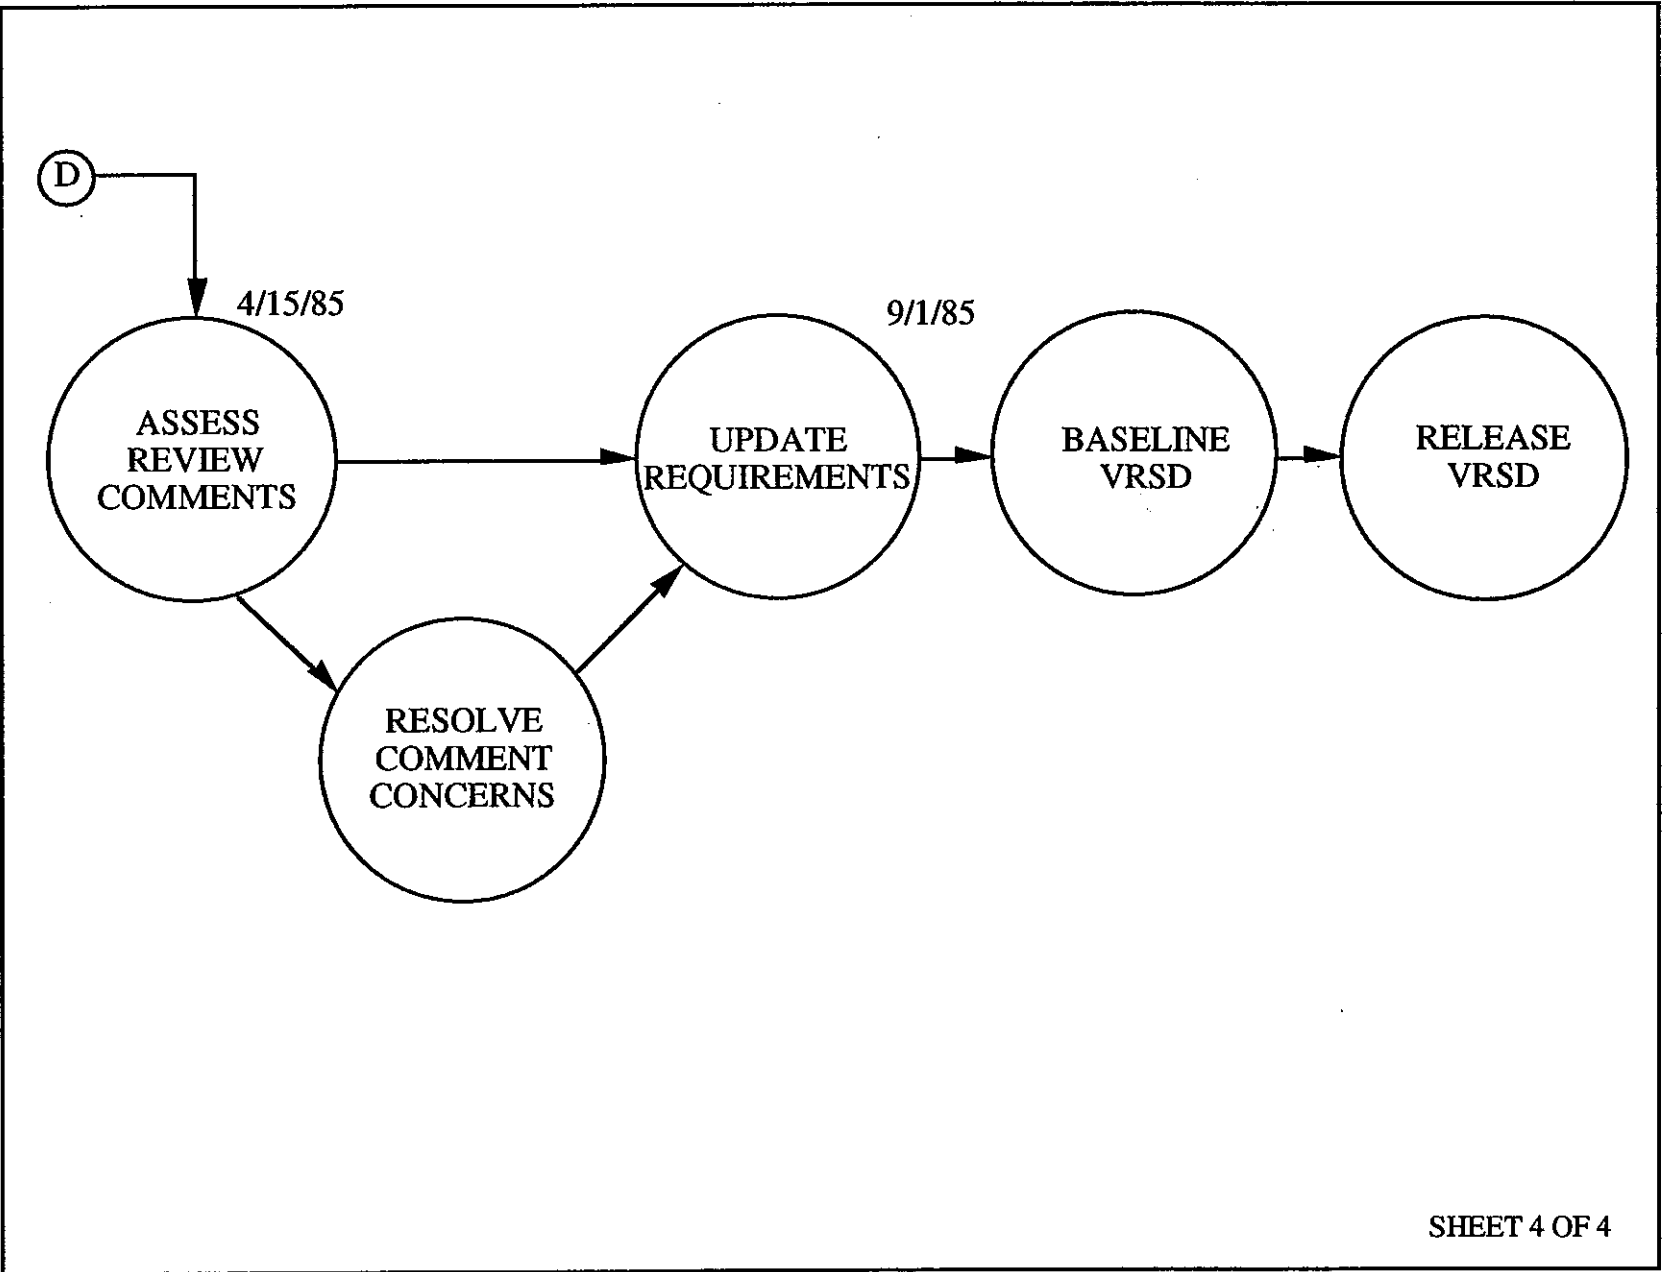 D
4/15/85
9/1/85
ASSESS
REVIEW
COMMENTS
UPDATE
REQUIREMENTS
BASELINE
VRSD
RELEASE
VRSD
RESOLVE
COMMENT
CONCERNS
SHEET 4 OF 4